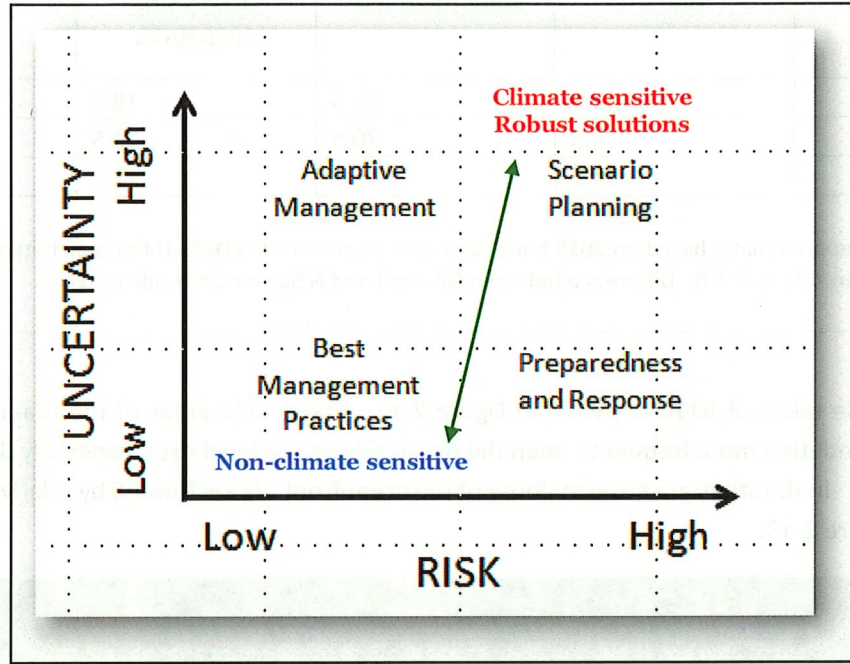 Climate sensitive
Robust solutions
High
Adaptive
Management
Scenario
Planning
UNCERTAINTY
Best
Management
Practices
Preparedness
and Response
Non-climate sensitive
Low
Low
High
RISK